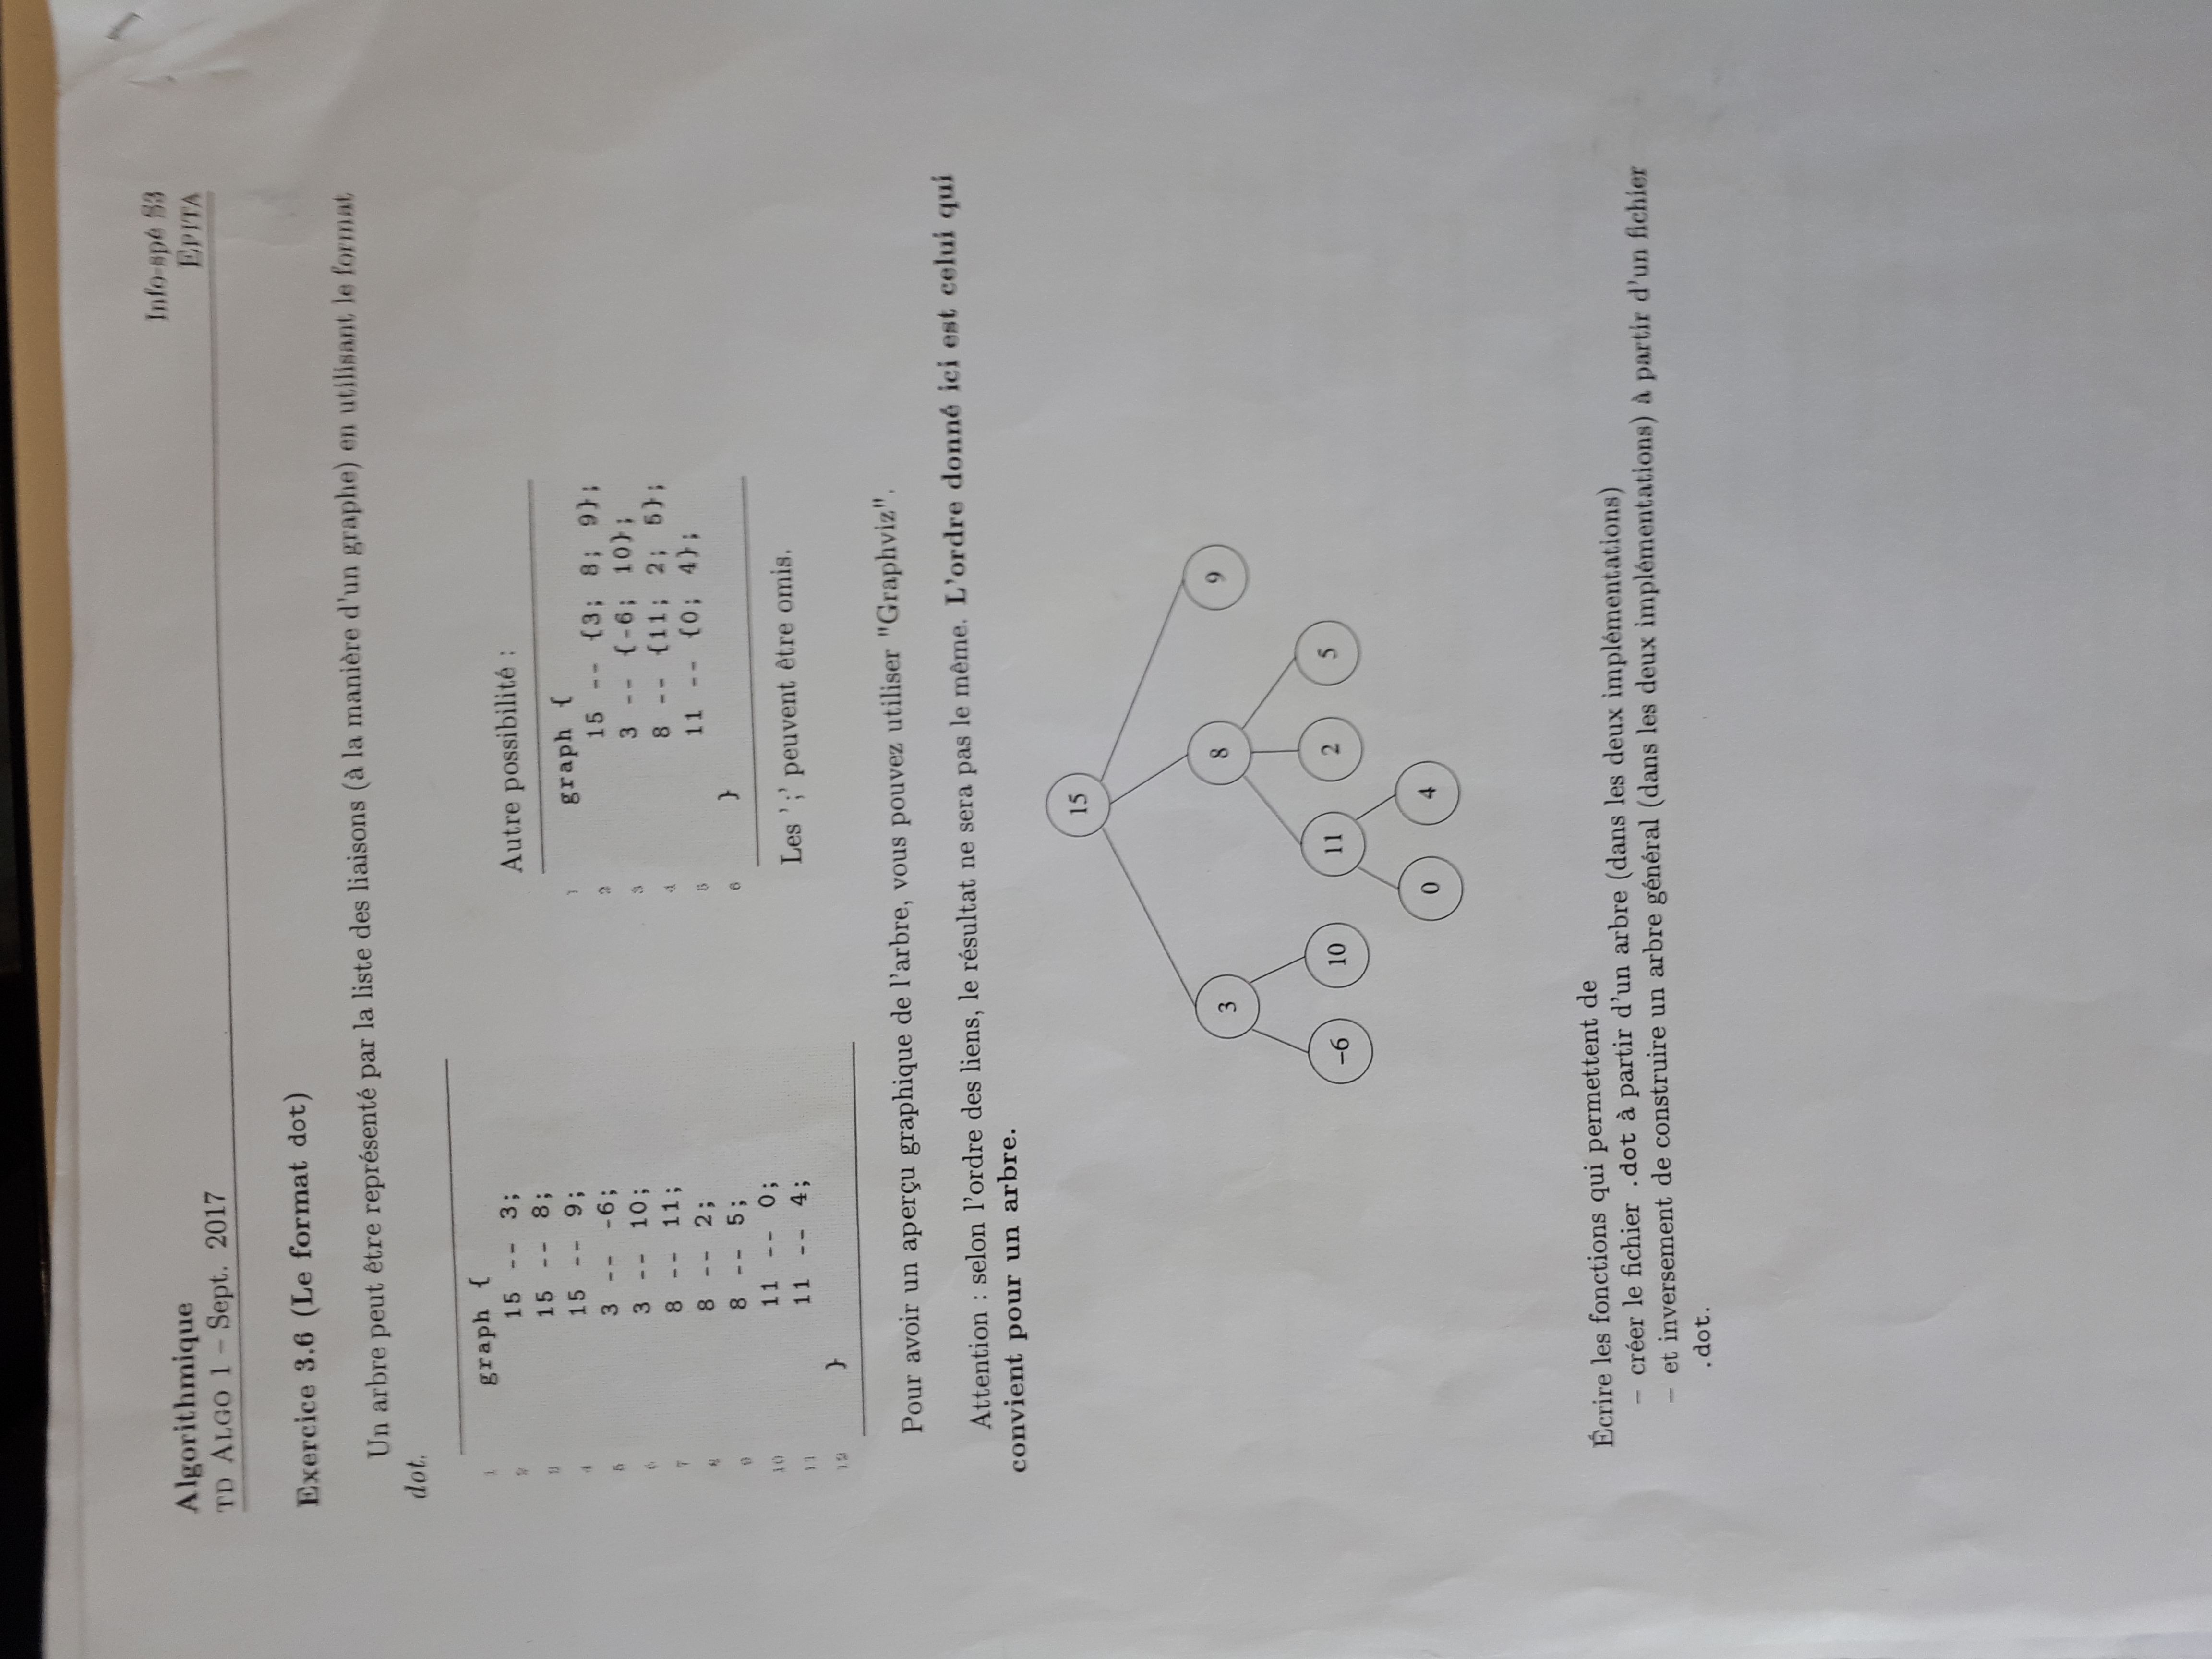 Algorithmique
Info-spé S3
TD ALGO 1 – Sept. 2017
EPITA
Exercice 3.6 (Le format dot)
Un arbre peut être représenté par la liste des liaisons (à la manière d'un graphe) en utilisant le format
dot.
1 graph {
2 15 -- 3;
3 15 -- 8;
4 15 -- 9;
5 3 -- -6;
6 3 -- 10;
7 8 -- 11;
8 8 -- 2;
9 8 -- 5;
10 11 -- 0;
11 11 -- 4;
12 }
Autre possibilité :
1 graph {
2 15 -- {3; 8; 9};
3 3 -- {-6; 10};
4 8 -- {11; 2; 5};
5 11 -- {0; 4};
6 }
Les ';' peuvent être omis.
Pour avoir un aperçu graphique de l'arbre, vous pouvez utiliser "Graphviz".
Attention : selon l'ordre des liens, le résultat ne sera pas le même. L'ordre donné ici est celui qui
convient pour un arbre.
15
3 8 9
-6 10 11 2 5
0 4
Écrire les fonctions qui permettent de
– créer le fichier .dot à partir d'un arbre (dans les deux implémentations)
– et inversement de construire un arbre général (dans les deux implémentations) à partir d'un fichier
.dot.